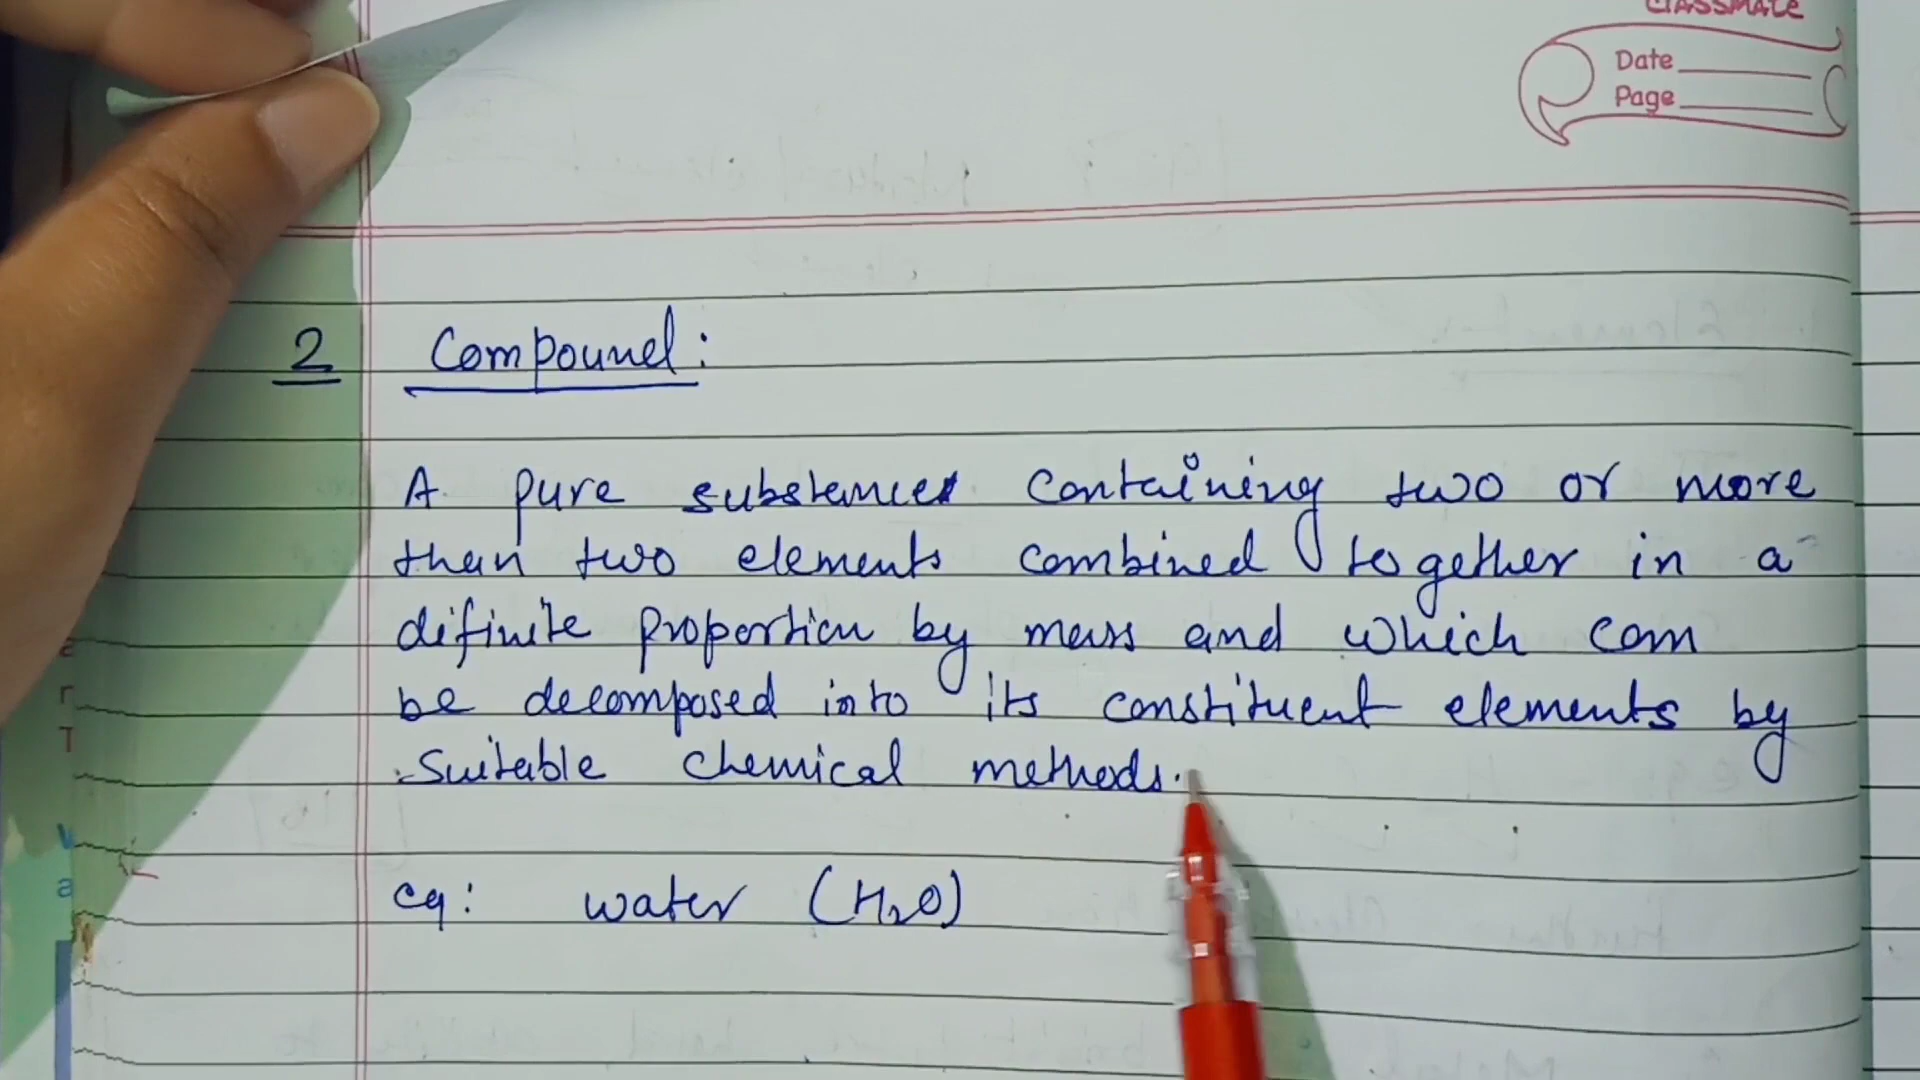 classmate
Date
Page
2 Compound:
A pure substance containing two or more
than two elements combined together in a
difinite proportion by mass and which can
be decomposed into its constituent elements by
suitable chemical methods.
eg: water (H₂O)